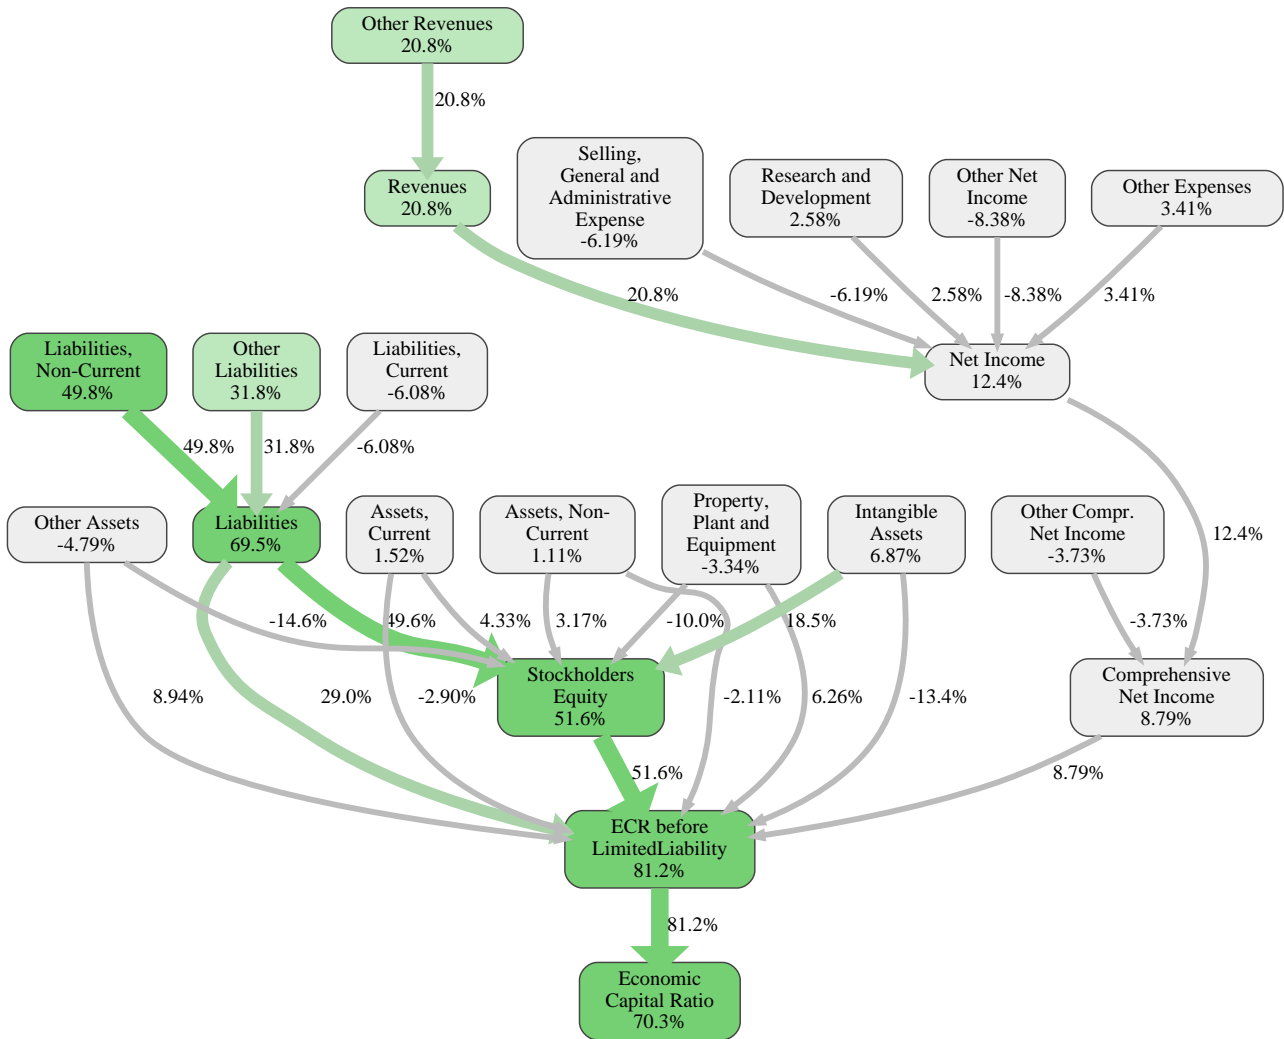 Other Revenues
20.8%
20.8%
Revenues
20.8%
Selling,
General and
Administrative
Expense
-6.19%
Research and
Development
2.58%
Other Net
Income
-8.38%
Other Expenses
3.41%
20.8%
-6.19%
2.58%
-8.38%
3.41%
Liabilities,
Non-Current
49.8%
Other
Liabilities
31.8%
Liabilities,
Current
-6.08%
Net Income
12.4%
49.8%
31.8%
-6.08%
Other Assets
-4.79%
Liabilities
69.5%
Assets,
Current
1.52%
Assets, Non-
Current
1.11%
Property,
Plant and
Equipment
-3.34%
Intangible
Assets
6.87%
Other Compr.
Net Income
-3.73%
12.4%
-14.6%
49.6%
4.33%
3.17%
-10.0%
18.5%
-3.73%
8.94%
29.0%
-2.90%
Stockholders
Equity
51.6%
-2.11%
6.26%
-13.4%
Comprehensive
Net Income
8.79%
51.6%
8.79%
ECR before
LimitedLiability
81.2%
81.2%
Economic
Capital Ratio
70.3%